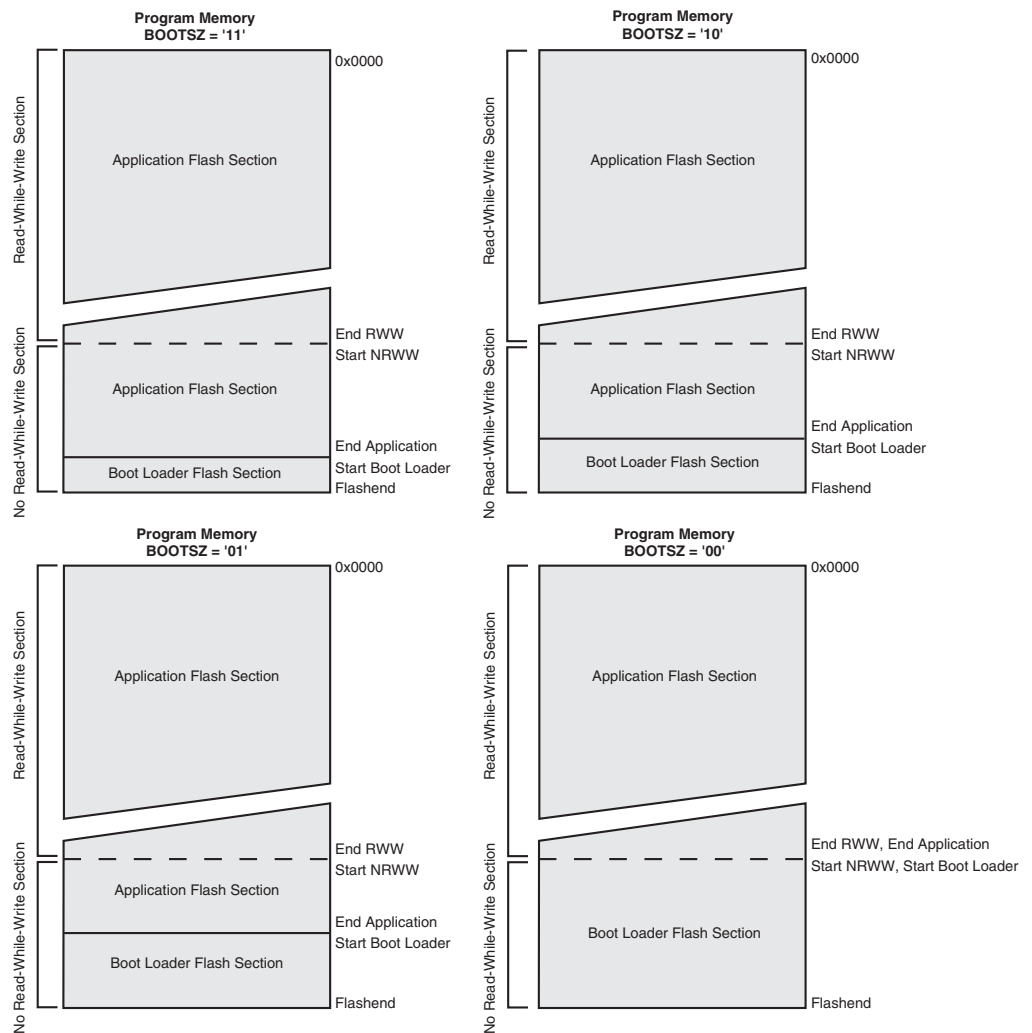 Program Memory
BOOTSZ = '11'
0x0000
Read-While-Write Section
Application Flash Section
End RWW
Start NRWW
No Read-While-Write Section
Application Flash Section
End Application
Start Boot Loader
Boot Loader Flash Section
Flashend
Program Memory
BOOTSZ = '10'
0x0000
Read-While-Write Section
Application Flash Section
End RWW
Start NRWW
No Read-While-Write Section
Application Flash Section
End Application
Start Boot Loader
Boot Loader Flash Section
Flashend
Program Memory
BOOTSZ = '01'
0x0000
Read-While-Write Section
Application Flash Section
End RWW
Start NRWW
No Read-While-Write Section
Application Flash Section
End Application
Start Boot Loader
Boot Loader Flash Section
Flashend
Program Memory
BOOTSZ = '00'
0x0000
Read-While-Write Section
Application Flash Section
End RWW, End Application
Start NRWW, Start Boot Loader
No Read-While-Write Section
Boot Loader Flash Section
Flashend